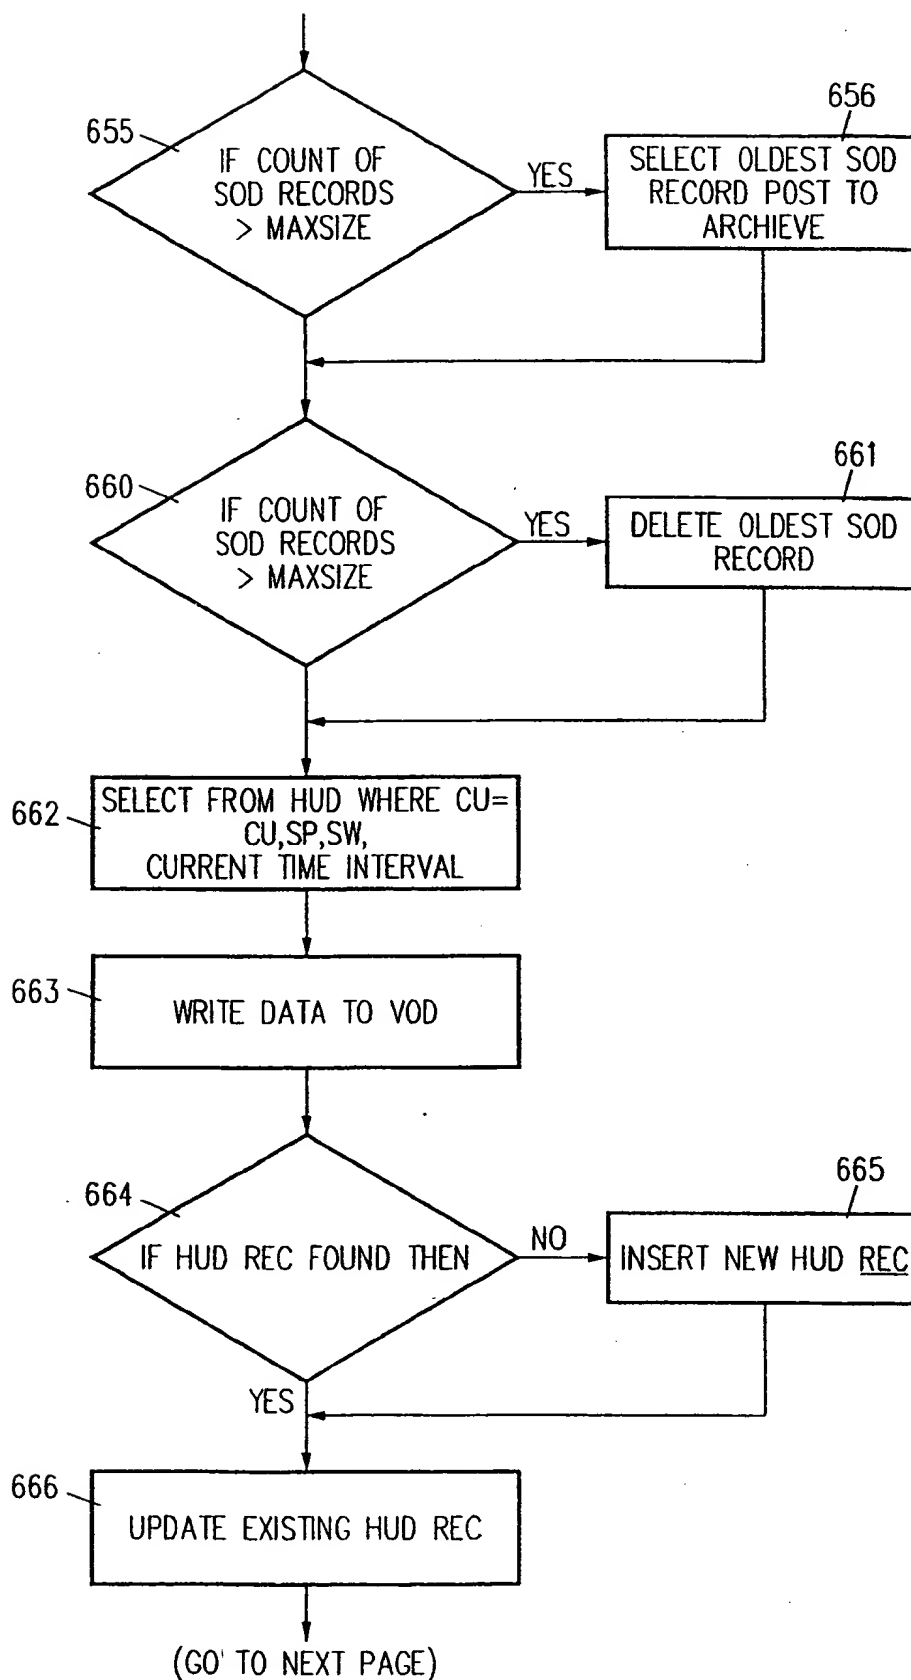 655
IF COUNT OF
SOD RECORDS
> MAXSIZE
YES
656
SELECT OLDEST SOD
RECORD POST TO
ARCHIEVE
660
IF COUNT OF
SOD RECORDS
> MAXSIZE
YES
661
DELETE OLDEST SOD
RECORD
662
SELECT FROM HUD WHERE CU=
CU,SP,SW,
CURRENT TIME INTERVAL
663
WRITE DATA TO VOD
664
IF HUD REC FOUND THEN
NO
665
INSERT NEW HUD REC
YES
666
UPDATE EXISTING HUD REC
(GO' TO NEXT PAGE)